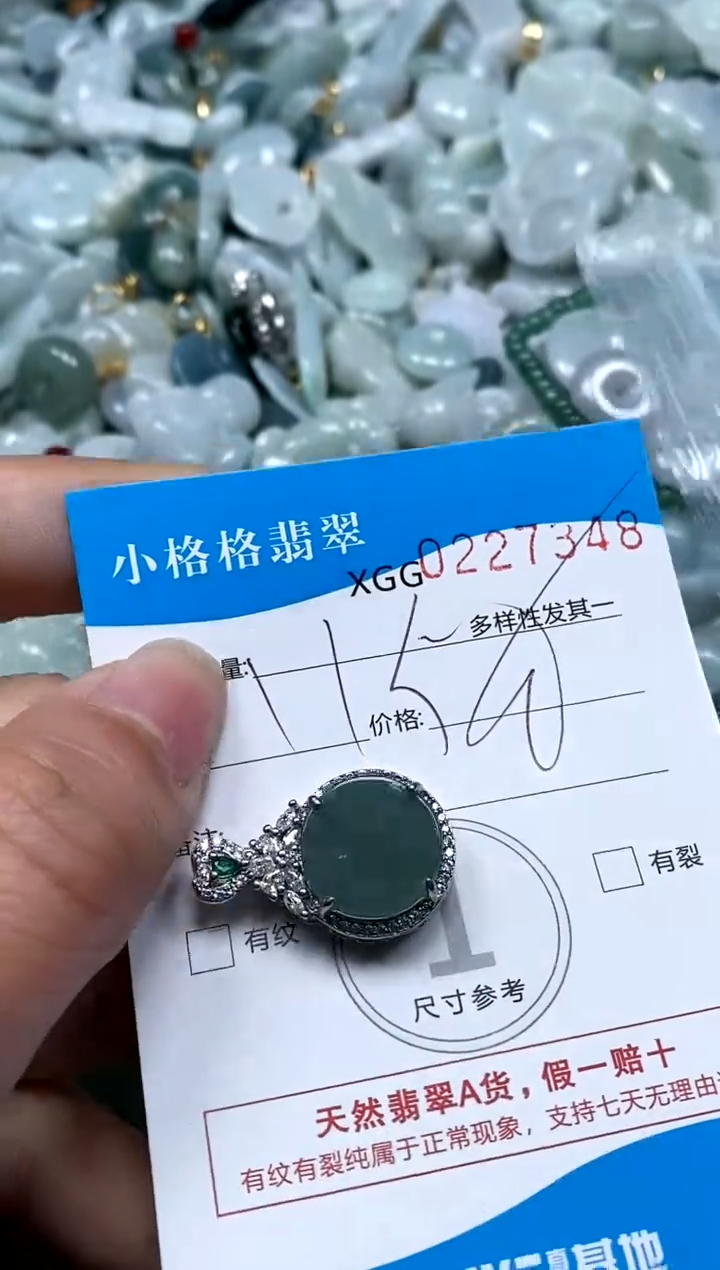 小格格翡翠
XGG0227348
量:
多样性发其一
价格:
有裂
有纹
1
尺寸参考
天然翡翠A货，假一赔十
有纹有裂纯属于正常现象，支持七天无理由
基地